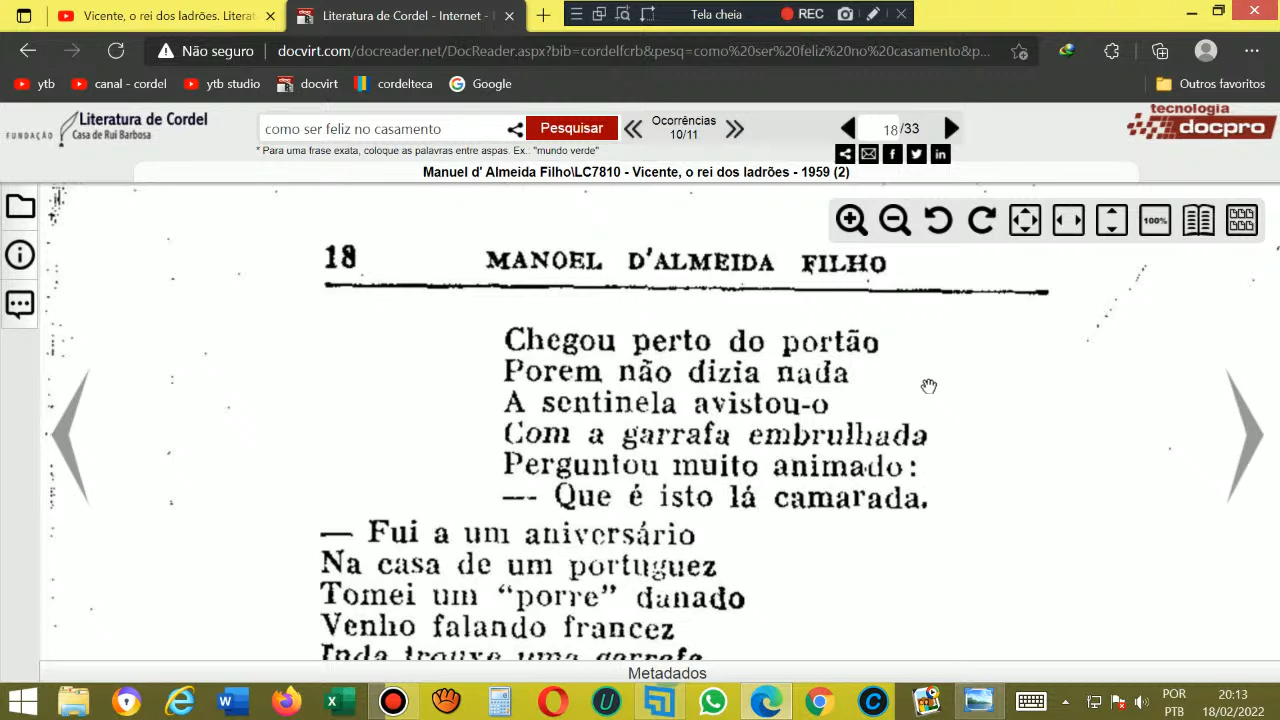 Vicente, o rei dos ladrões. Literat
Literatura de Cordel - Internet - I
Tela cheia
REC
Não seguro
docvirt.com/docreader.net/DocReader.aspx?bib=cordelfcrb&pesq=como%20ser%20feliz%20no%20casamento&p...
ytb
canal - cordel
ytb studio
docvirt
cordelteca
Google
Outros favoritos
FUNDAÇÃO
Literatura de Cordel
Casa de Rui Barbosa
como ser feliz no casamento
Pesquisar
Ocorrências
10/11
18/33
tecnologia
docpro
* Para uma frase exata, coloque as palavras entre aspas. Ex.: "mundo verde"
Manuel d' Almeida Filho\LC7810 - Vicente, o rei dos ladrões - 1959 (2)
100%
18 MANOEL D'ALMEIDA FILHO
Chegou perto do portão
Porem não dizia nada
A sentinela avistou-o
Com a garrafa embrulhada
Perguntou muito animado:
— Que é isto lá camarada.
— Fui a um aniversário
Na casa de um portuguez
Tomei um “porre” danado
Venho falando francez
Inda trouxe uma garrafa
Metadados
POR
PTB
20:13
18/02/2022